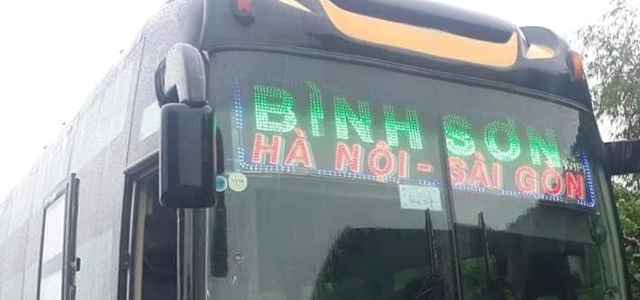 BÌNH SƠN
HÀ NỘI - SÀI GÒN